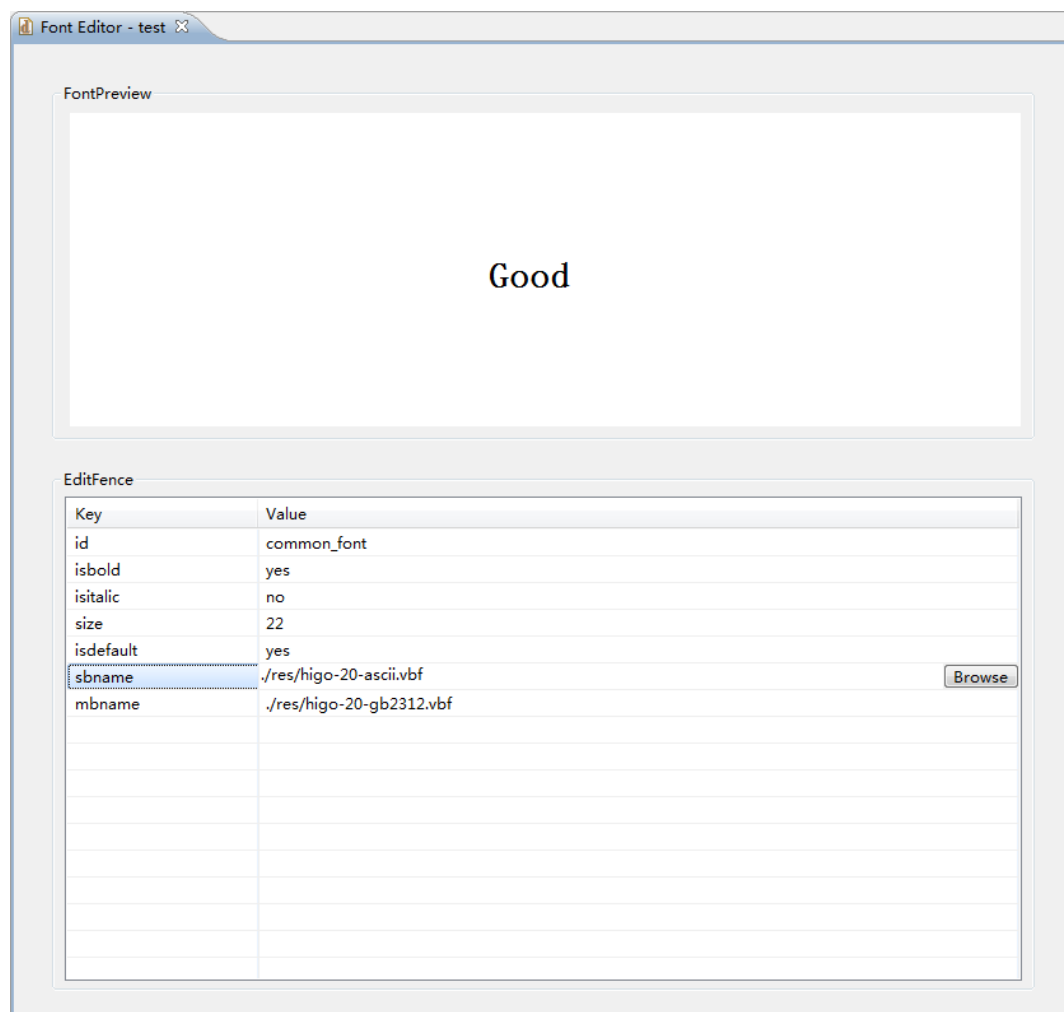 Font Editor - test
FontPreview
Good
EditFence
Key Value
id common_font
isbold yes
isitalic no
size 22
isdefault yes
sbname ./res/higo-20-ascii.vbf Browse
mbname ./res/higo-20-gb2312.vbf